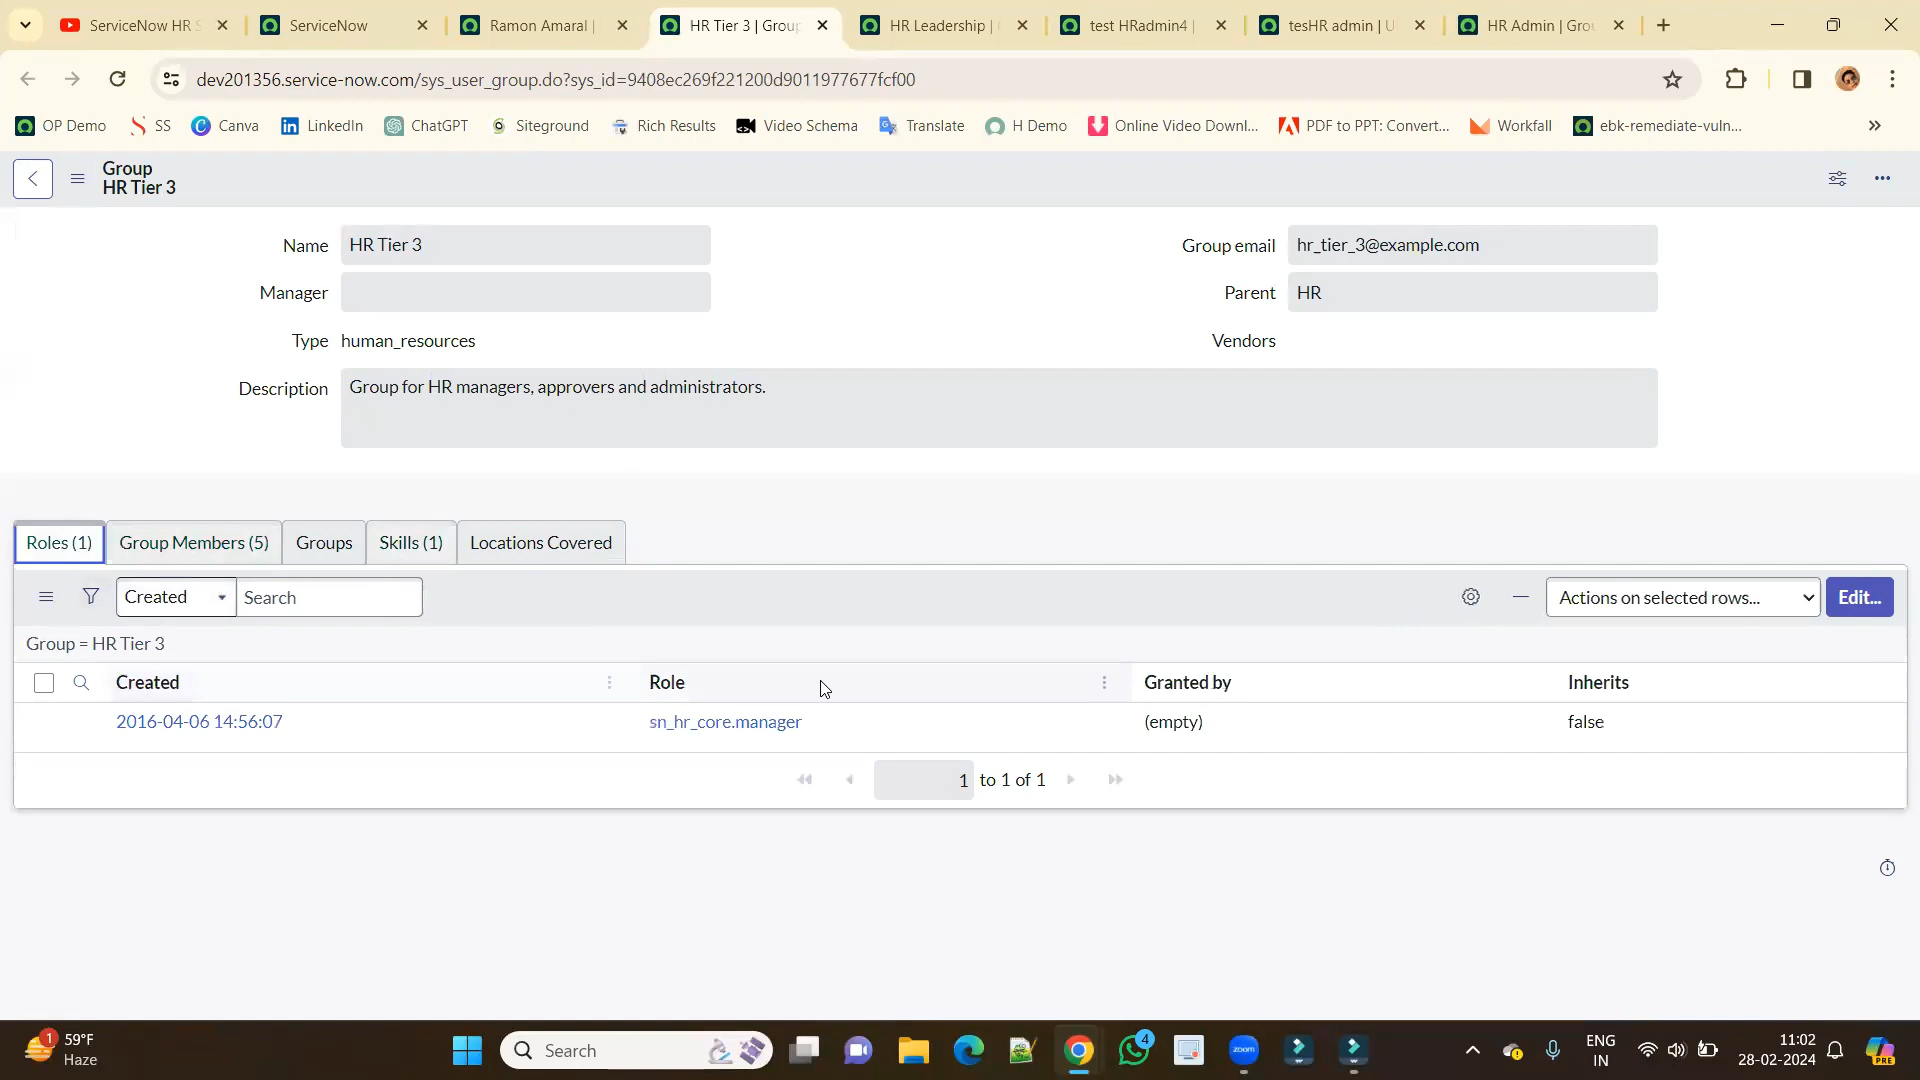 ServiceNow HR S
ServiceNow
Ramon Amaral |
HR Tier 3 | Group
HR Leadership |
test HRadmin4 |
tesHR admin | U
HR Admin | Gro
dev201356.service-now.com/sys_user_group.do?sys_id=9408ec269f221200d9011977677fcf00
OP Demo
SS
Canva
LinkedIn
ChatGPT
Siteground
Rich Results
Video Schema
Translate
H Demo
Online Video Downl...
PDF to PPT: Convert...
Workfall
ebk-remediate-vuln...
Group
HR Tier 3
Name HR Tier 3
Group email hr_tier_3@example.com
Manager
Parent HR
Type human_resources
Vendors
Description Group for HR managers, approvers and administrators.
Roles (1)
Group Members (5)
Groups
Skills (1)
Locations Covered
Created
Search
Actions on selected rows...
Edit...
Group = HR Tier 3
Created Role Granted by Inherits
2016-04-06 14:56:07 sn_hr_core.manager (empty) false
1 to 1 of 1
1
59°F
Haze
Search
zoom
4
ENG
IN
11:02
28-02-2024
PRE